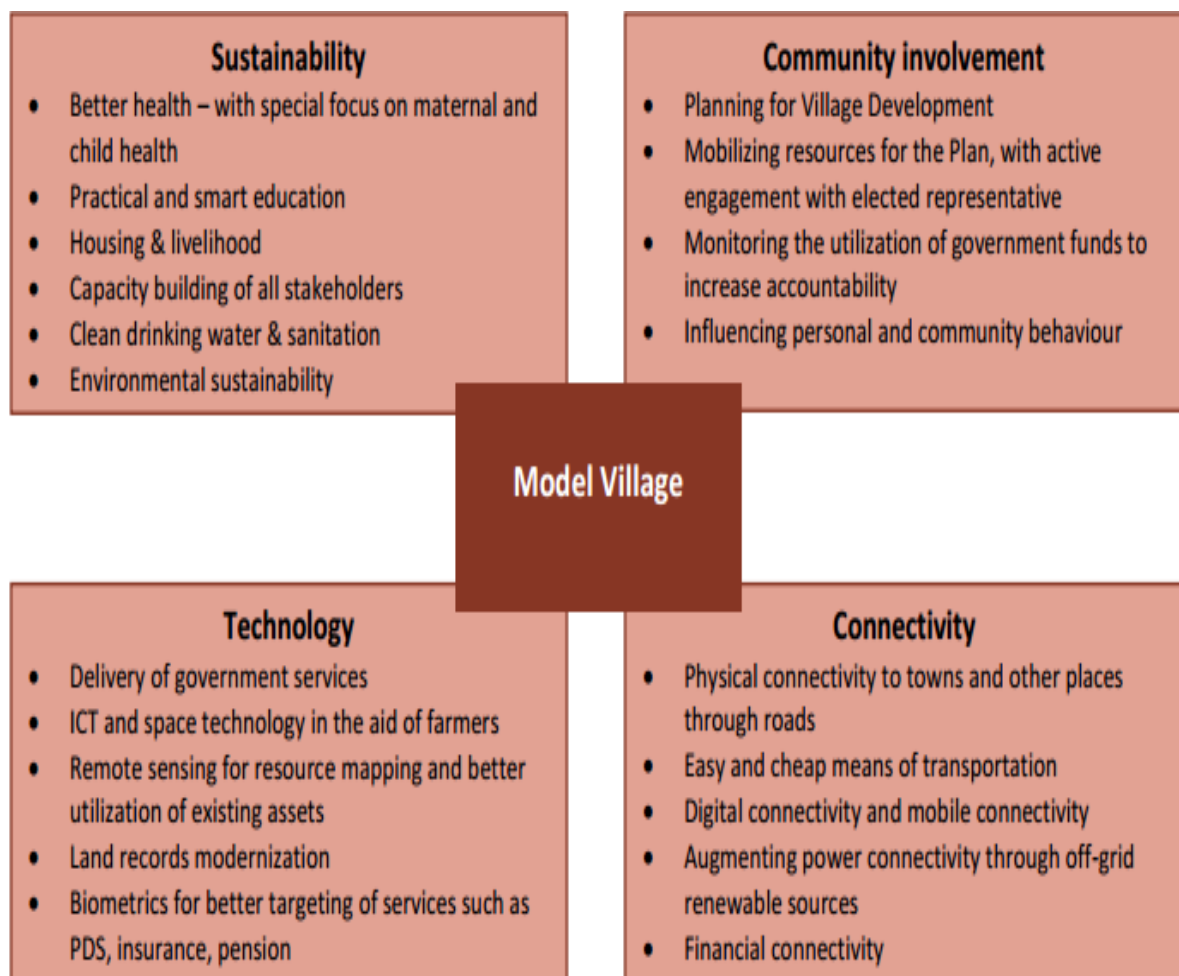 Sustainability
• Better health – with special focus on maternal and
child health
• Practical and smart education
• Housing & livelihood
• Capacity building of all stakeholders
• Clean drinking water & sanitation
• Environmental sustainability
Community involvement
• Planning for Village Development
• Mobilizing resources for the Plan, with active
engagement with elected representative
• Monitoring the utilization of government funds to
increase accountability
• Influencing personal and community behaviour
Model Village
Technology
• Delivery of government services
• ICT and space technology in the aid of farmers
• Remote sensing for resource mapping and better
utilization of existing assets
• Land records modernization
• Biometrics for better targeting of services such as
PDS, insurance, pension
Connectivity
• Physical connectivity to towns and other places
through roads
• Easy and cheap means of transportation
• Digital connectivity and mobile connectivity
• Augmenting power connectivity through off-grid
renewable sources
• Financial connectivity